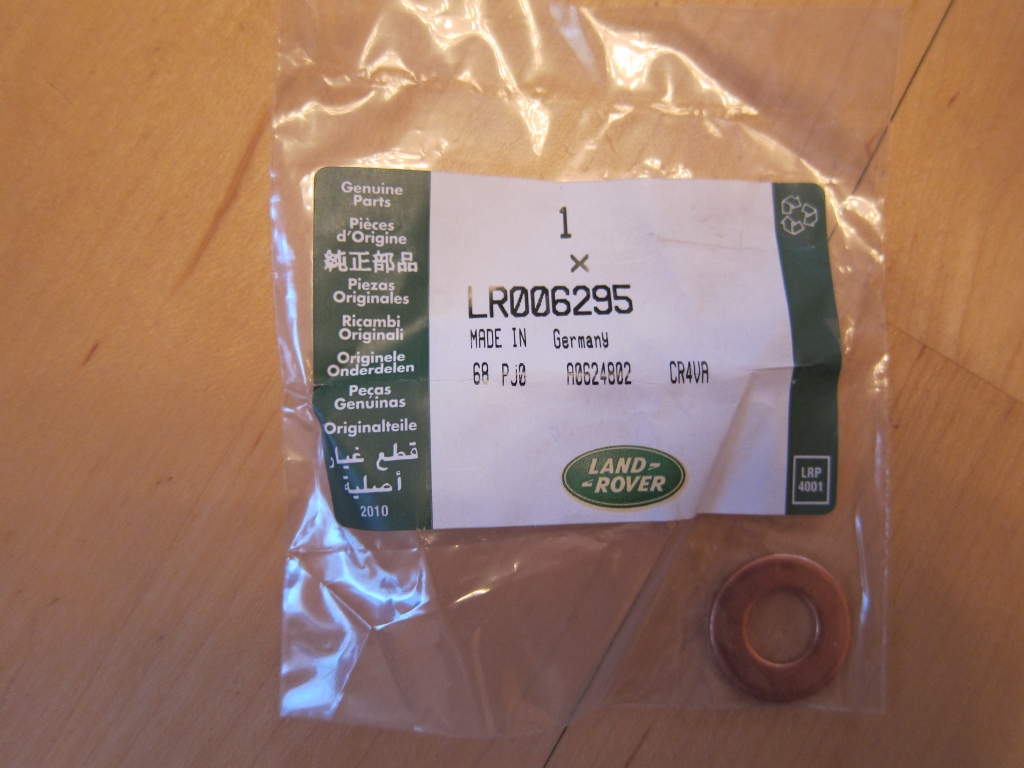 Genuine
Parts
Pièces
d'Origine
純正部品
Piezas
Originales
Ricambi
Originali
Originele
Onderdelen
Peças
Genuínas
Originalteile
قطع غيار
أصلية
2010
1
×
LR006295
MADE IN Germany
68 PJ0 A0624802 CR4VA
LAND-
-ROVER
LRP
4001